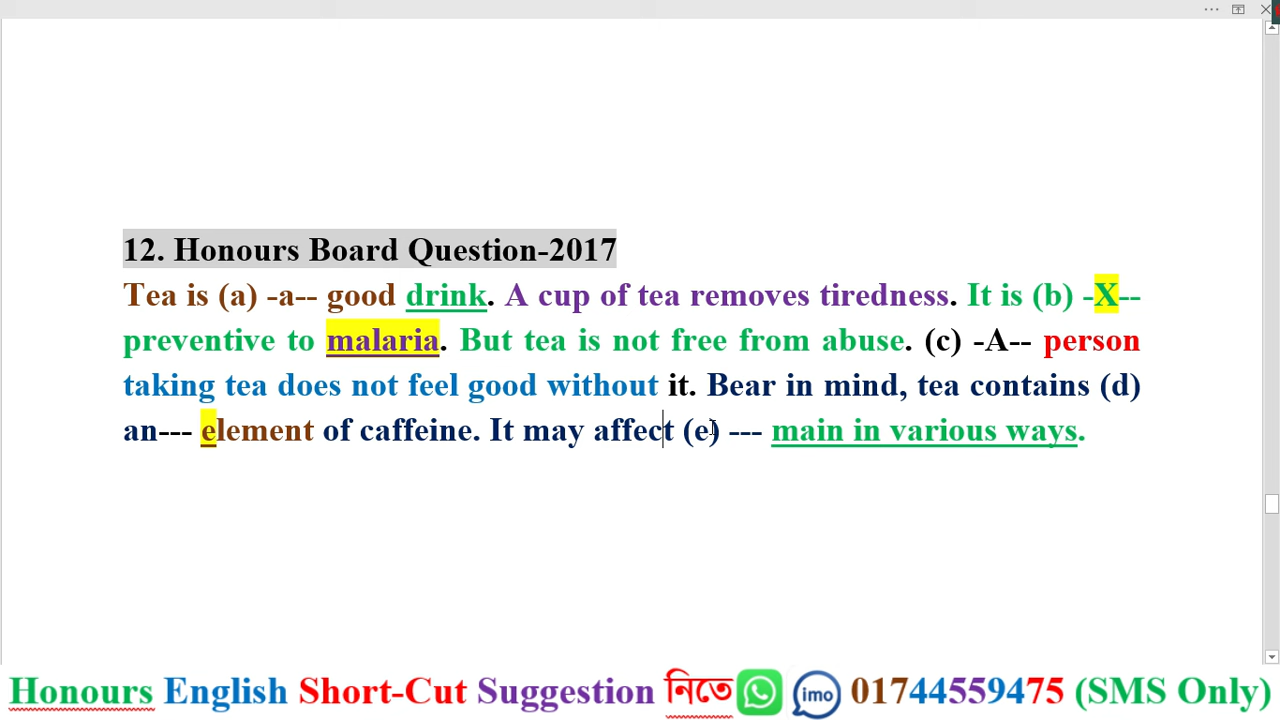 12. Honours Board Question-2017
Tea is (a) -a-- good drink. A cup of tea removes tiredness. It is (b) -X--
preventive to malaria. But tea is not free from abuse. (c) -A-- person
taking tea does not feel good without it. Bear in mind, tea contains (d)
an--- element of caffeine. It may affect (e) --- main in various ways.
Honours English Short-Cut Suggestion নিতে imo 01744559475 (SMS Only)